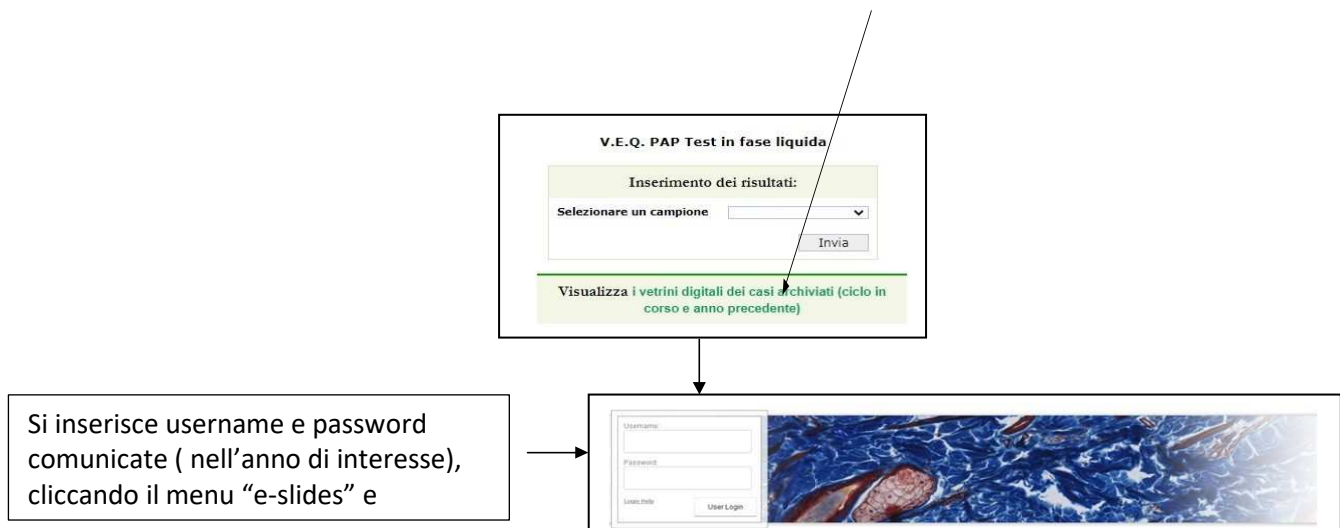 V.E.Q. PAP Test in fase liquida
Inserimento dei risultati:
Selezionare un campione
Invia
Visualizza i vetrini digitali dei casi archiviati (ciclo in
corso e anno precedente)
Si inserisce username e password
comunicate ( nell’anno di interesse),
cliccando il menu “e-slides” e
Username:
Password:
Login Help
User Login